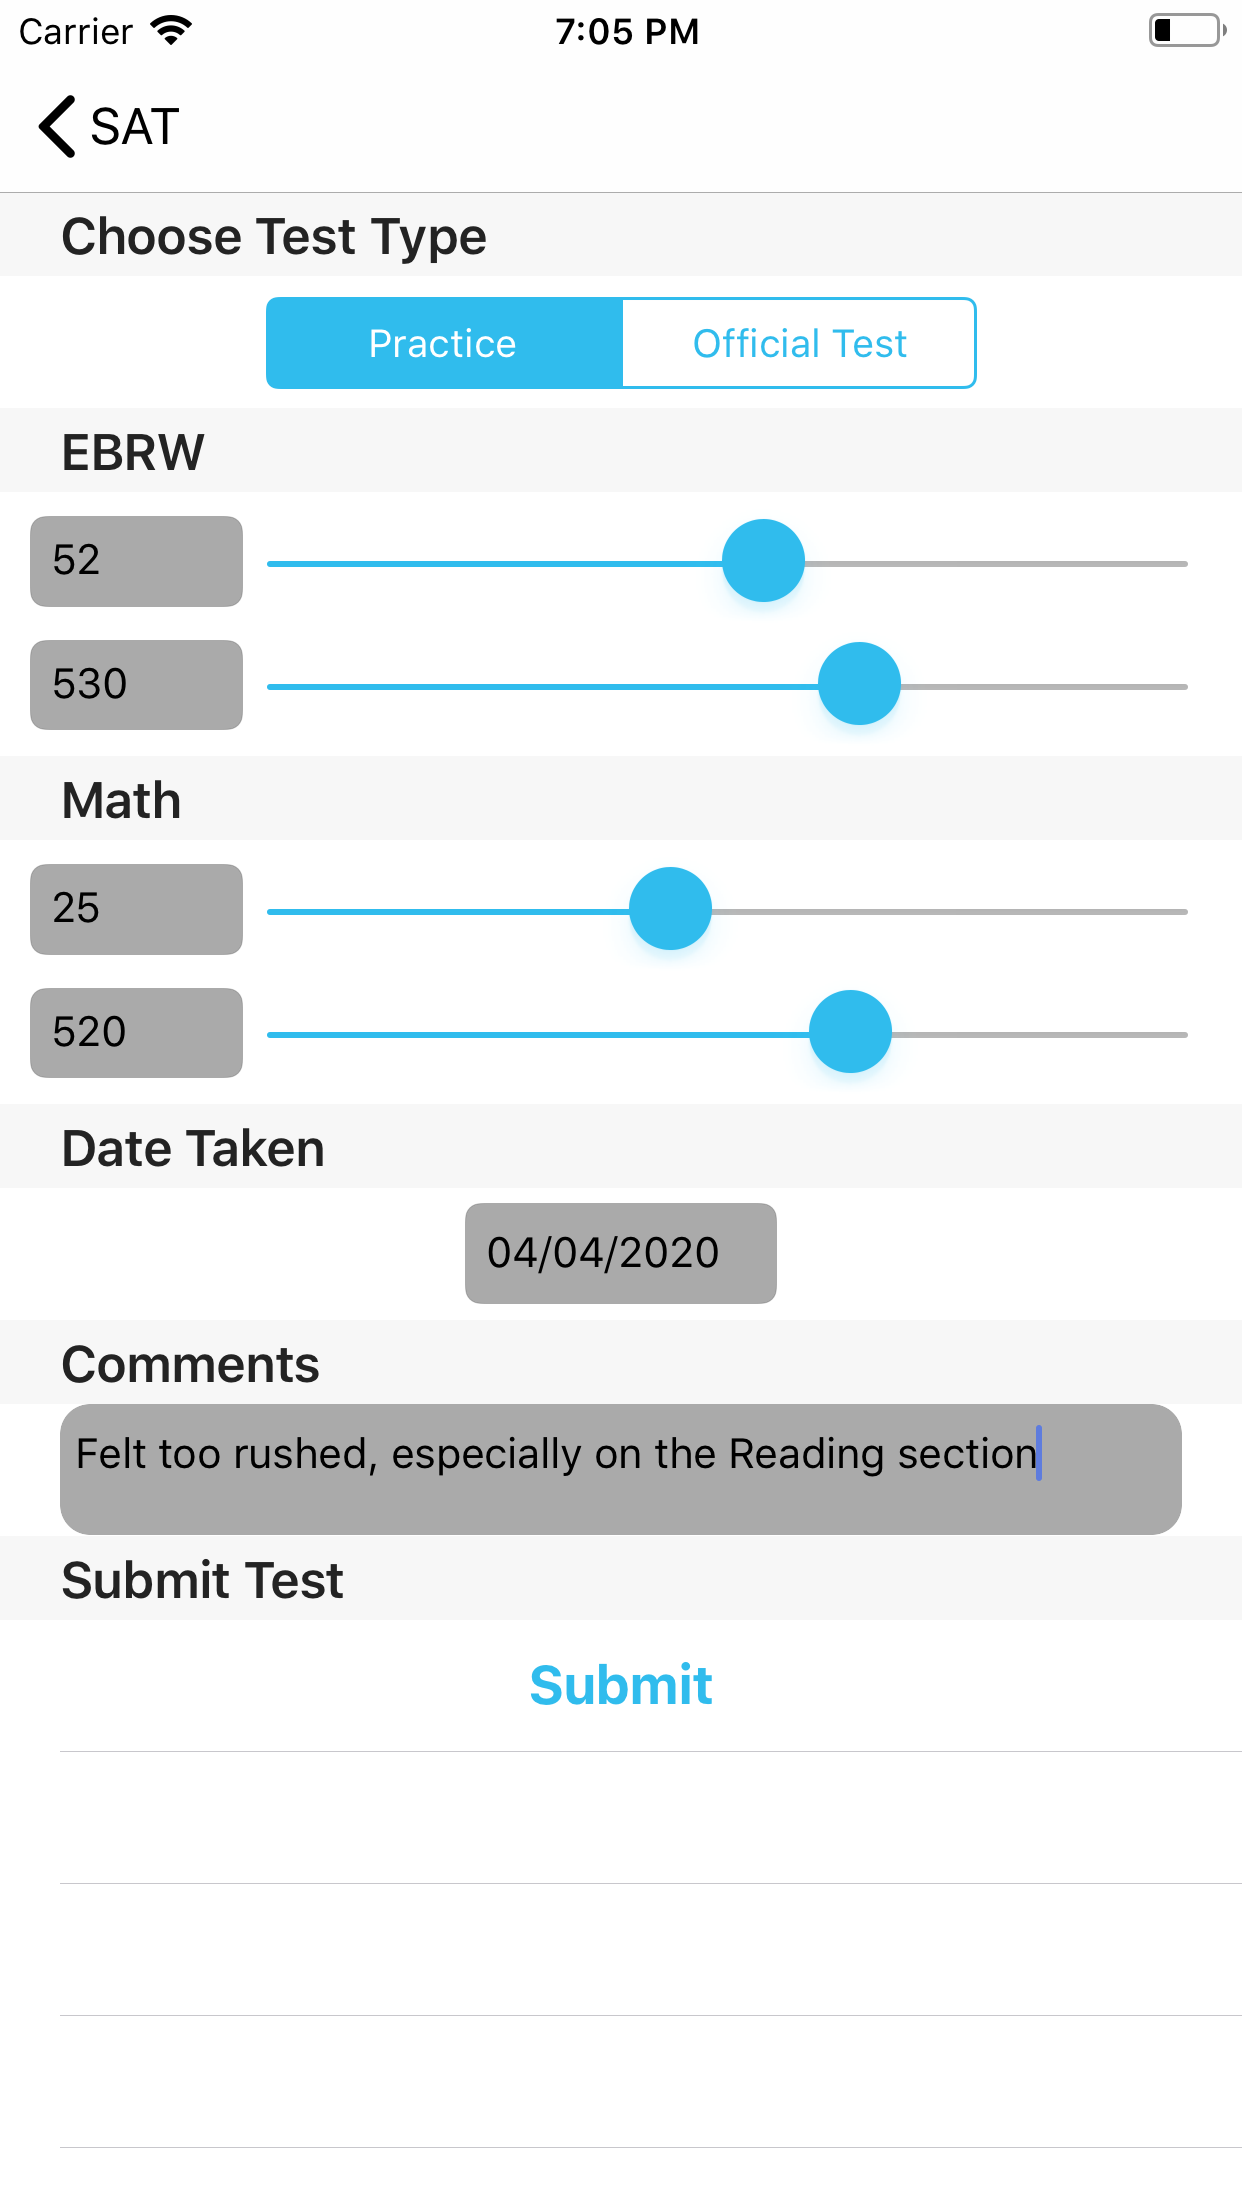 Carrier 7:05 PM
SAT
Choose Test Type
Practice Official Test
EBRW
52
530
Math
25
520
Date Taken
04/04/2020
Comments
Felt too rushed, especially on the Reading section
Submit Test
Submit